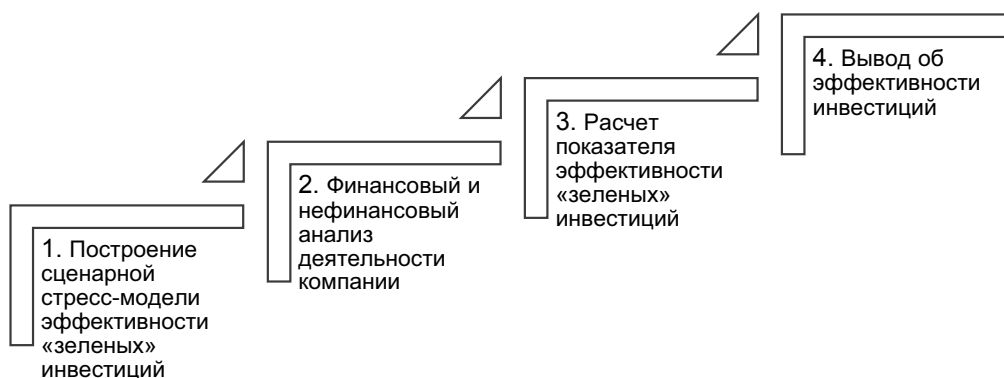 1. Построение
сценарной
стресс-модели
эффективности
«зеленых»
инвестиций
2. Финансовый и
нефинансовый
анализ
деятельности
компании
3. Расчет
показателя
эффективности
«зеленых»
инвестиций
4. Вывод об
эффективности
инвестиций